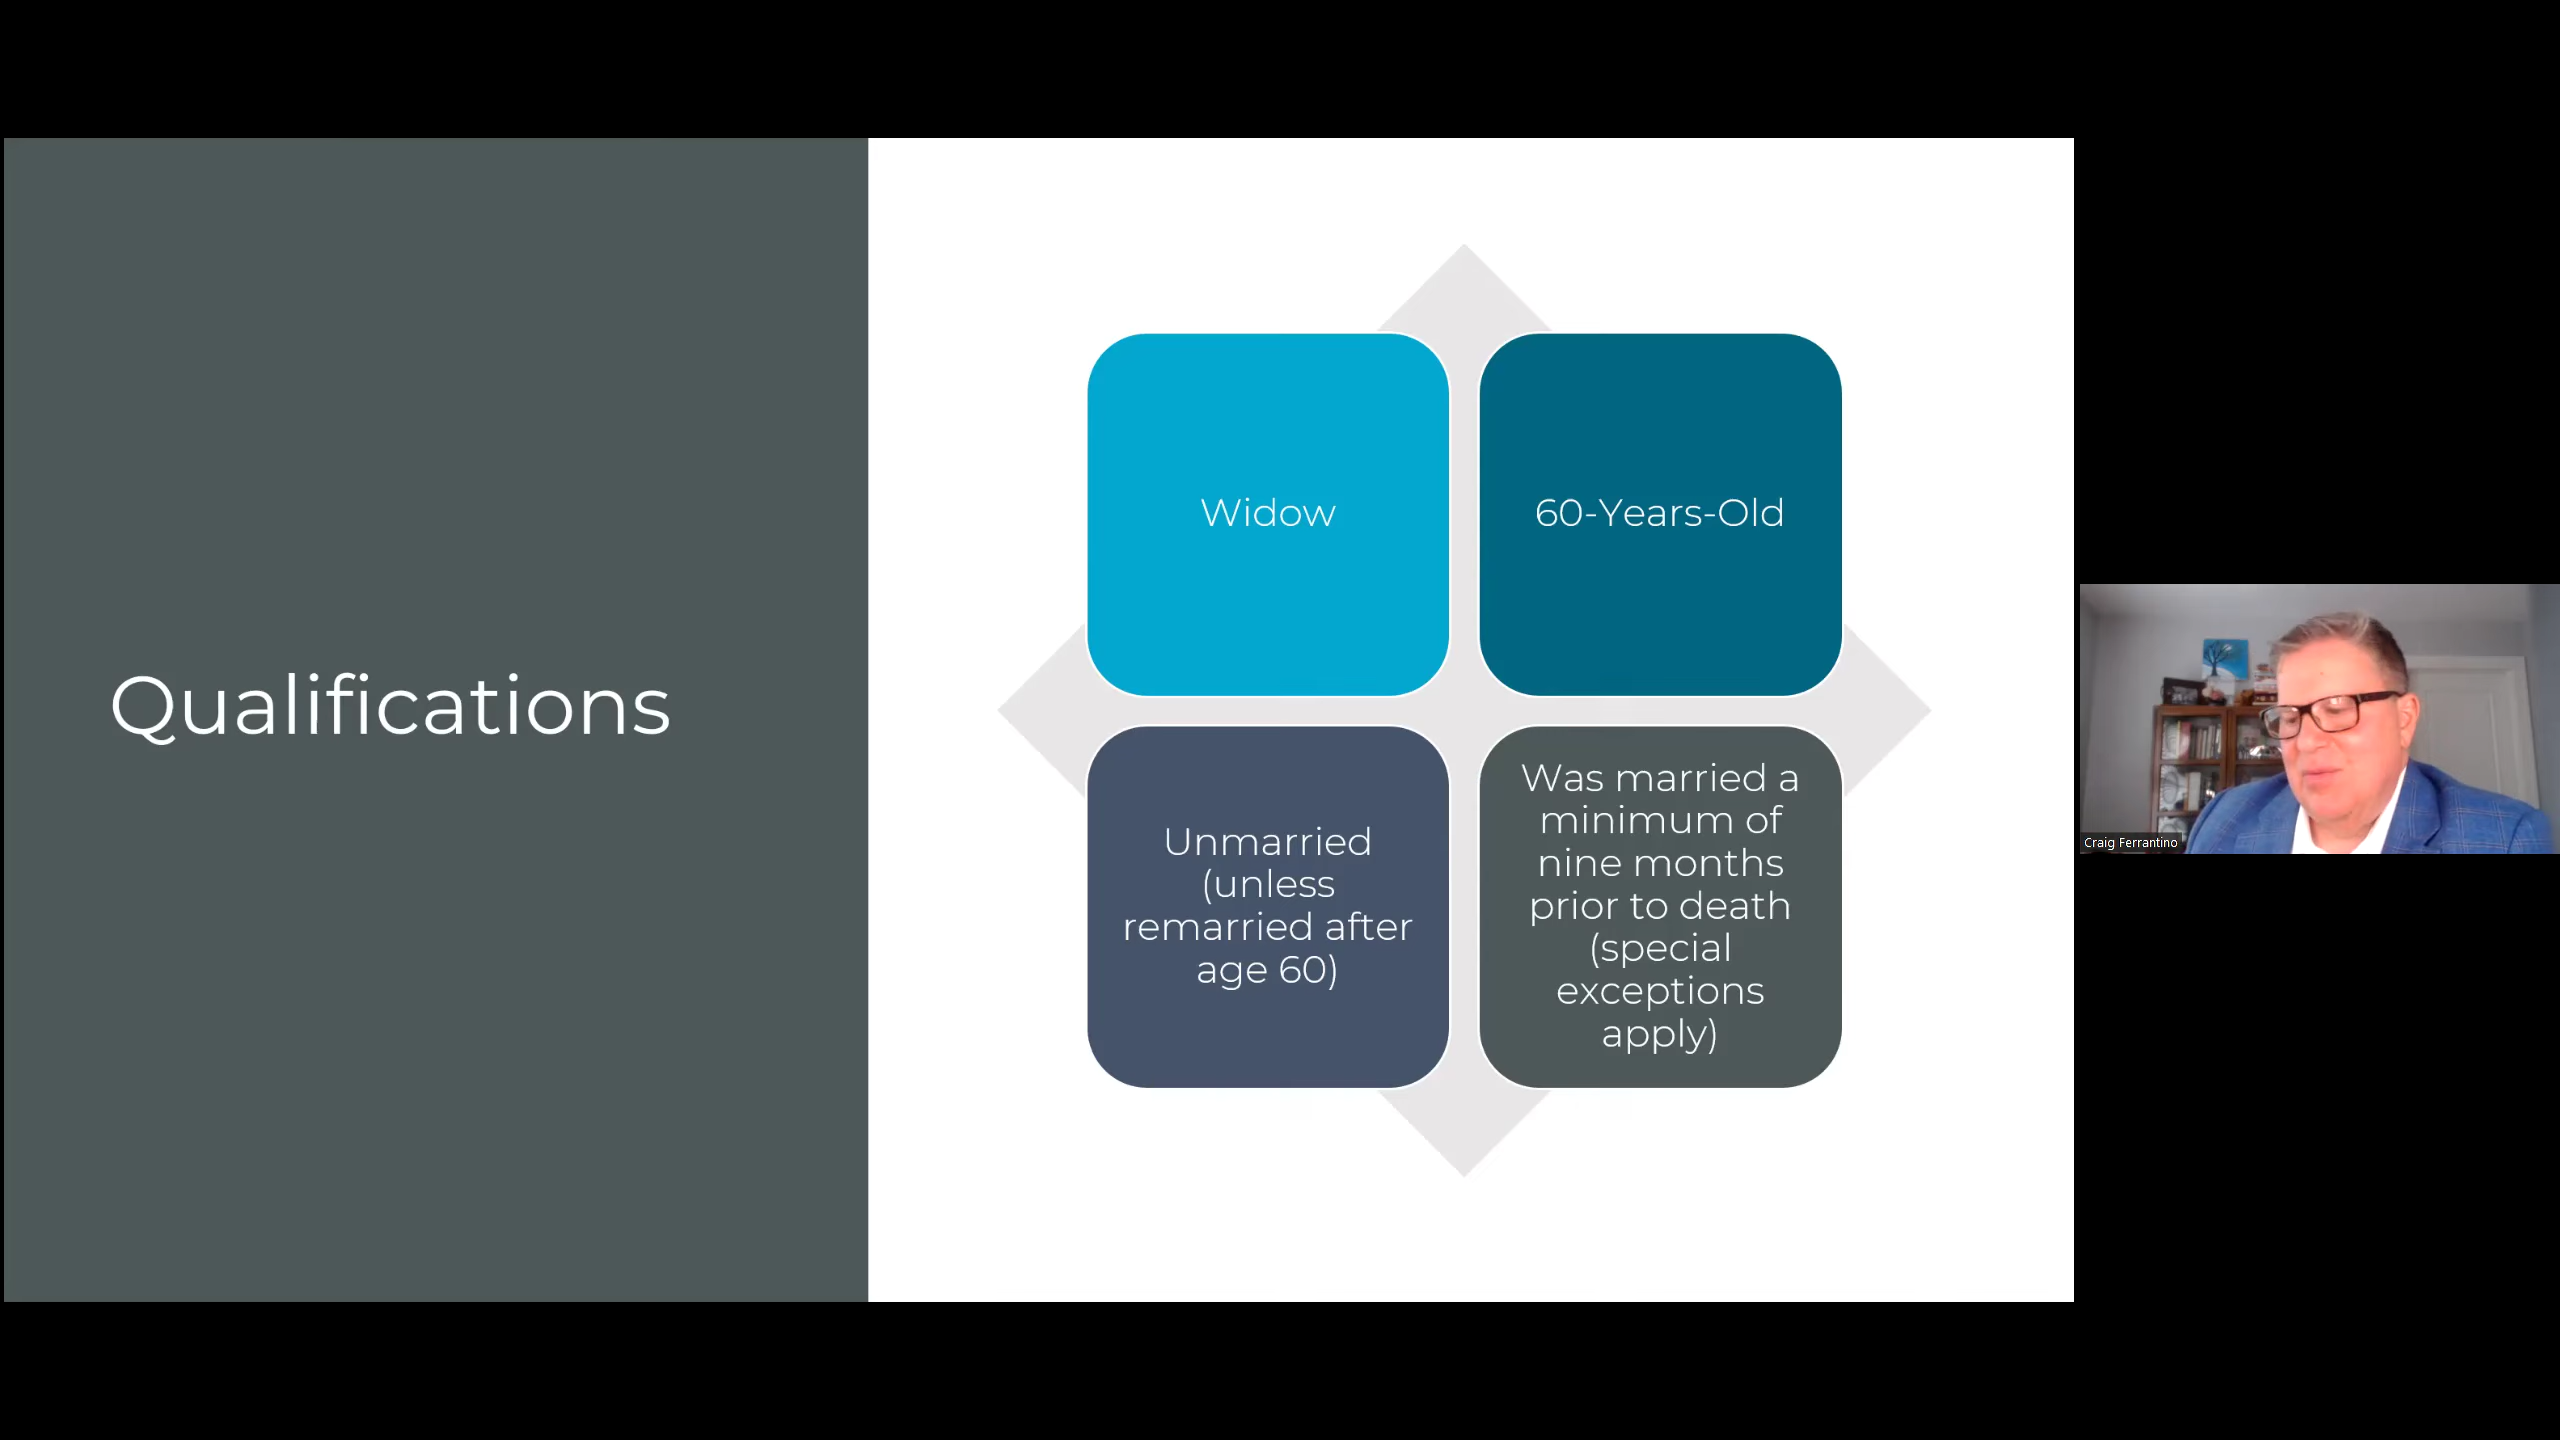 Qualifications
Widow
60-Years-Old
Unmarried
(unless
remarried after
age 60)
Was married a
minimum of
nine months
prior to death
(special
exceptions
apply)
Craig Ferrantino